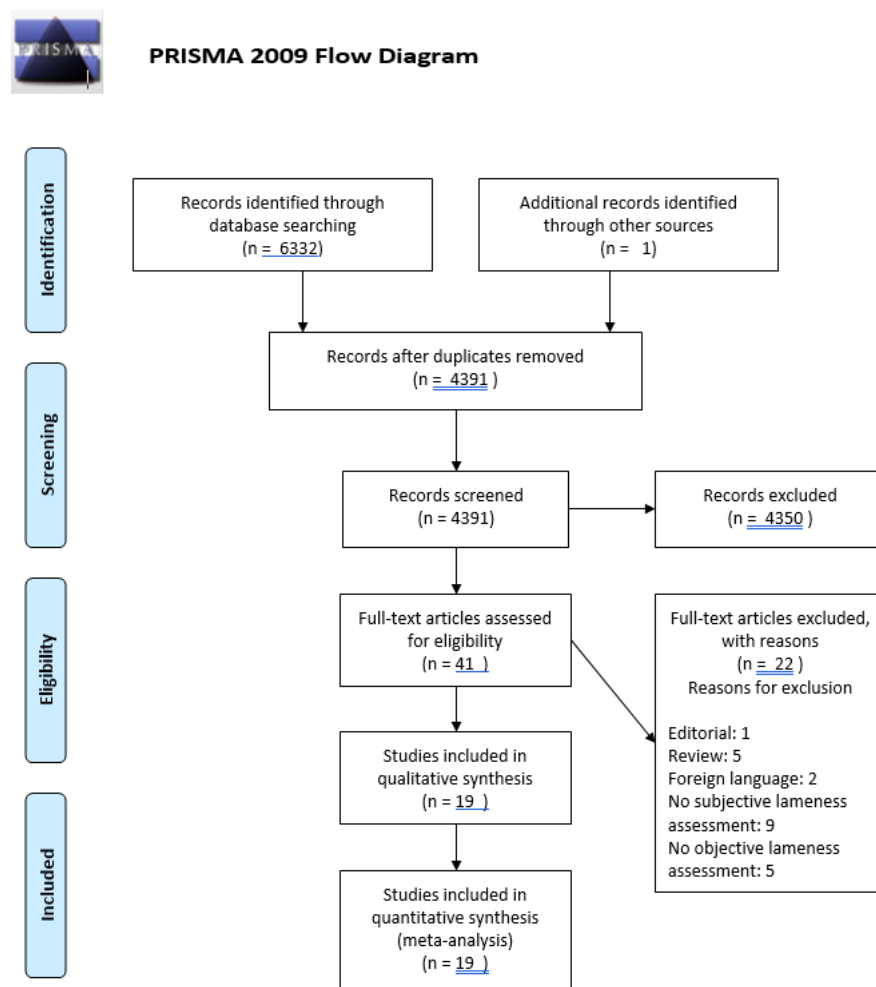 PRISMA
PRISMA 2009 Flow Diagram
Identification
Records identified through
database searching
(n = 6332)
Additional records identified
through other sources
(n = 1)
Records after duplicates removed
(n = 4391 )
Screening
Records screened
(n = 4391)
Records excluded
(n = 4350 )
Eligibility
Full-text articles assessed
for eligibility
(n = 41 )
Full-text articles excluded,
with reasons
(n = 22 )
Reasons for exclusion
Editorial: 1
Review: 5
Foreign language: 2
No subjective lameness
assessment: 9
No objective lameness
assessment: 5
Studies included in
qualitative synthesis
(n = 19 )
Included
Studies included in
quantitative synthesis
(meta-analysis)
(n = 19 )